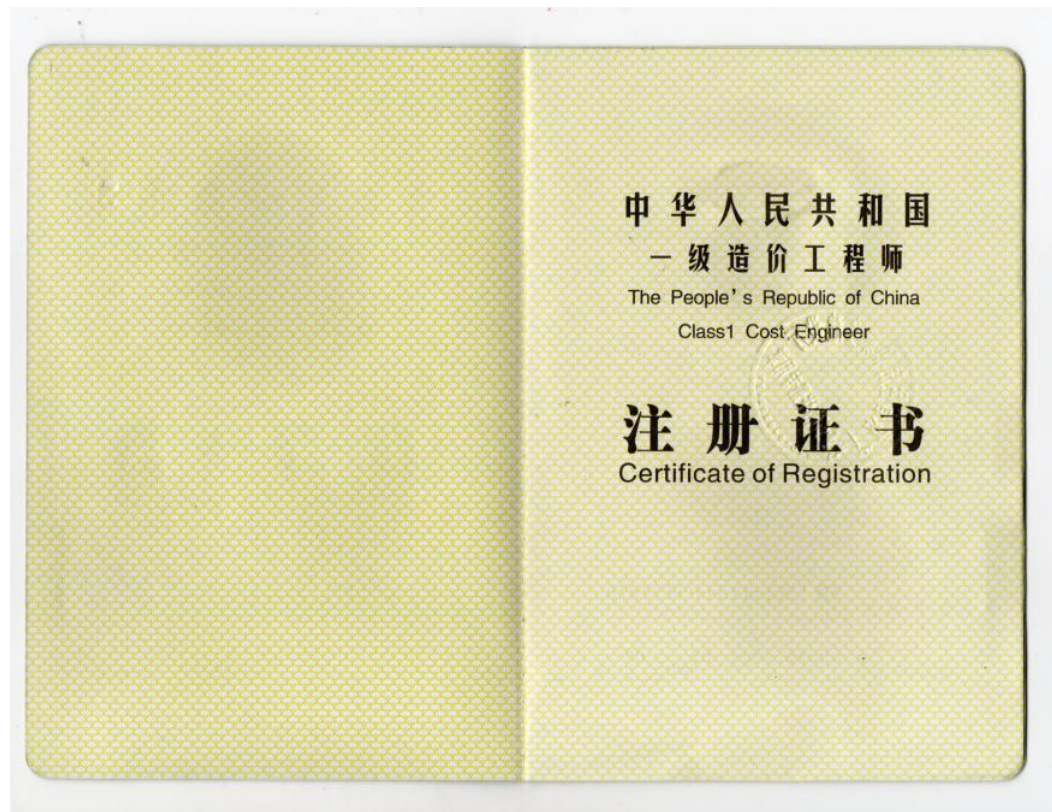 中华人民共和国
一级造价工程师
The People's Republic of China
Class1 Cost Engineer
注册证书
Certificate of Registration